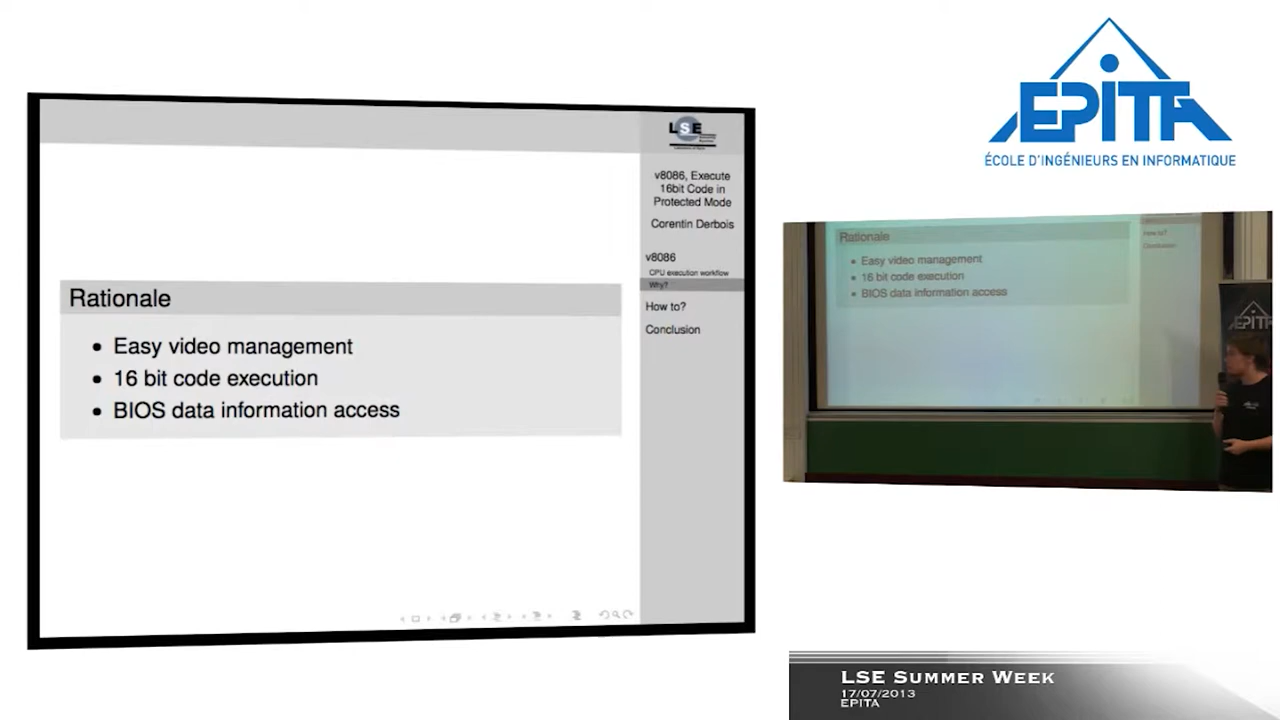 LSE
v8086, Execute
16bit Code in
Protected Mode
Corentin Derbois
v8086
CPU execution workflow
Why?
How to?
Conclusion
Rationale
• Easy video management
• 16 bit code execution
• BIOS data information access
EPITA
ÉCOLE D'INGÉNIEURS EN INFORMATIQUE
Rationale
• Easy video management
• 16 bit code execution
• BIOS data information access
How to?
Conclusion
EPITA
LSE SUMMER WEEK
17/07/2013
EPITA